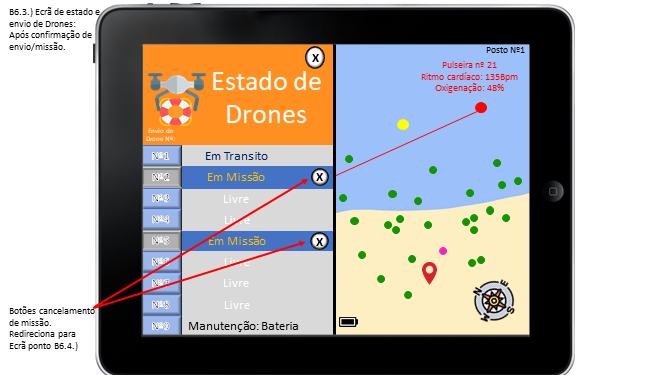 B6.3.) Ecrã de estado e
envio de Drones:
Após confirmação de
envio/missão.
X
Estado de
Drones
Envio do
Drone Nº:
Nº1 Em Transito
Nº2 Em Missão X
Nº3 Livre
Nº4 Livre
Nº5 Em Missão X
Nº6 Livre
Nº7 Livre
Nº8 Livre
Nº9 Manutenção: Bateria
Posto Nº1
Pulseira nº 21
Ritmo cardíaco: 135Bpm
Oxigenação: 48%
N
E
S
W
Botões cancelamento
de missão.
Redireciona para
Ecrã ponto B6.4.)